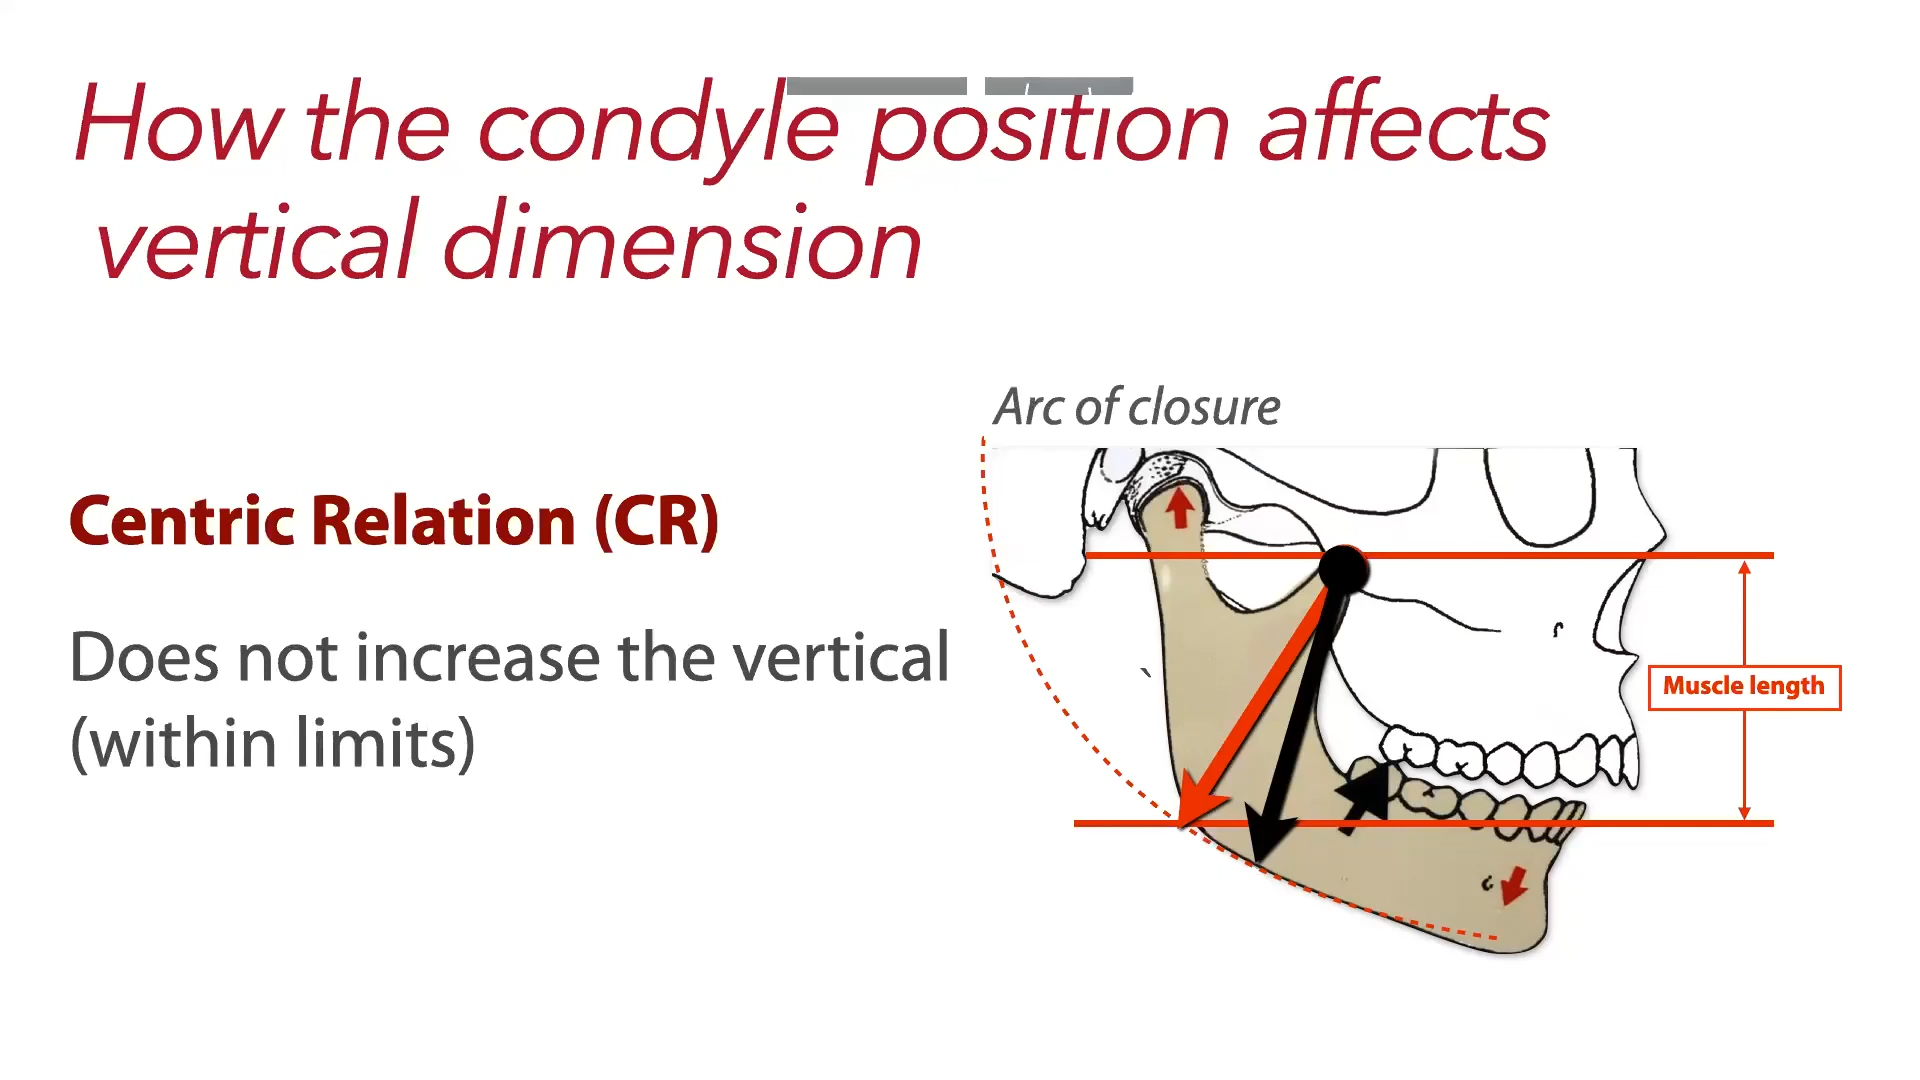 How the condyle position affects
vertical dimension
Arc of closure
Centric Relation (CR)
Does not increase the vertical
(within limits)
Muscle length